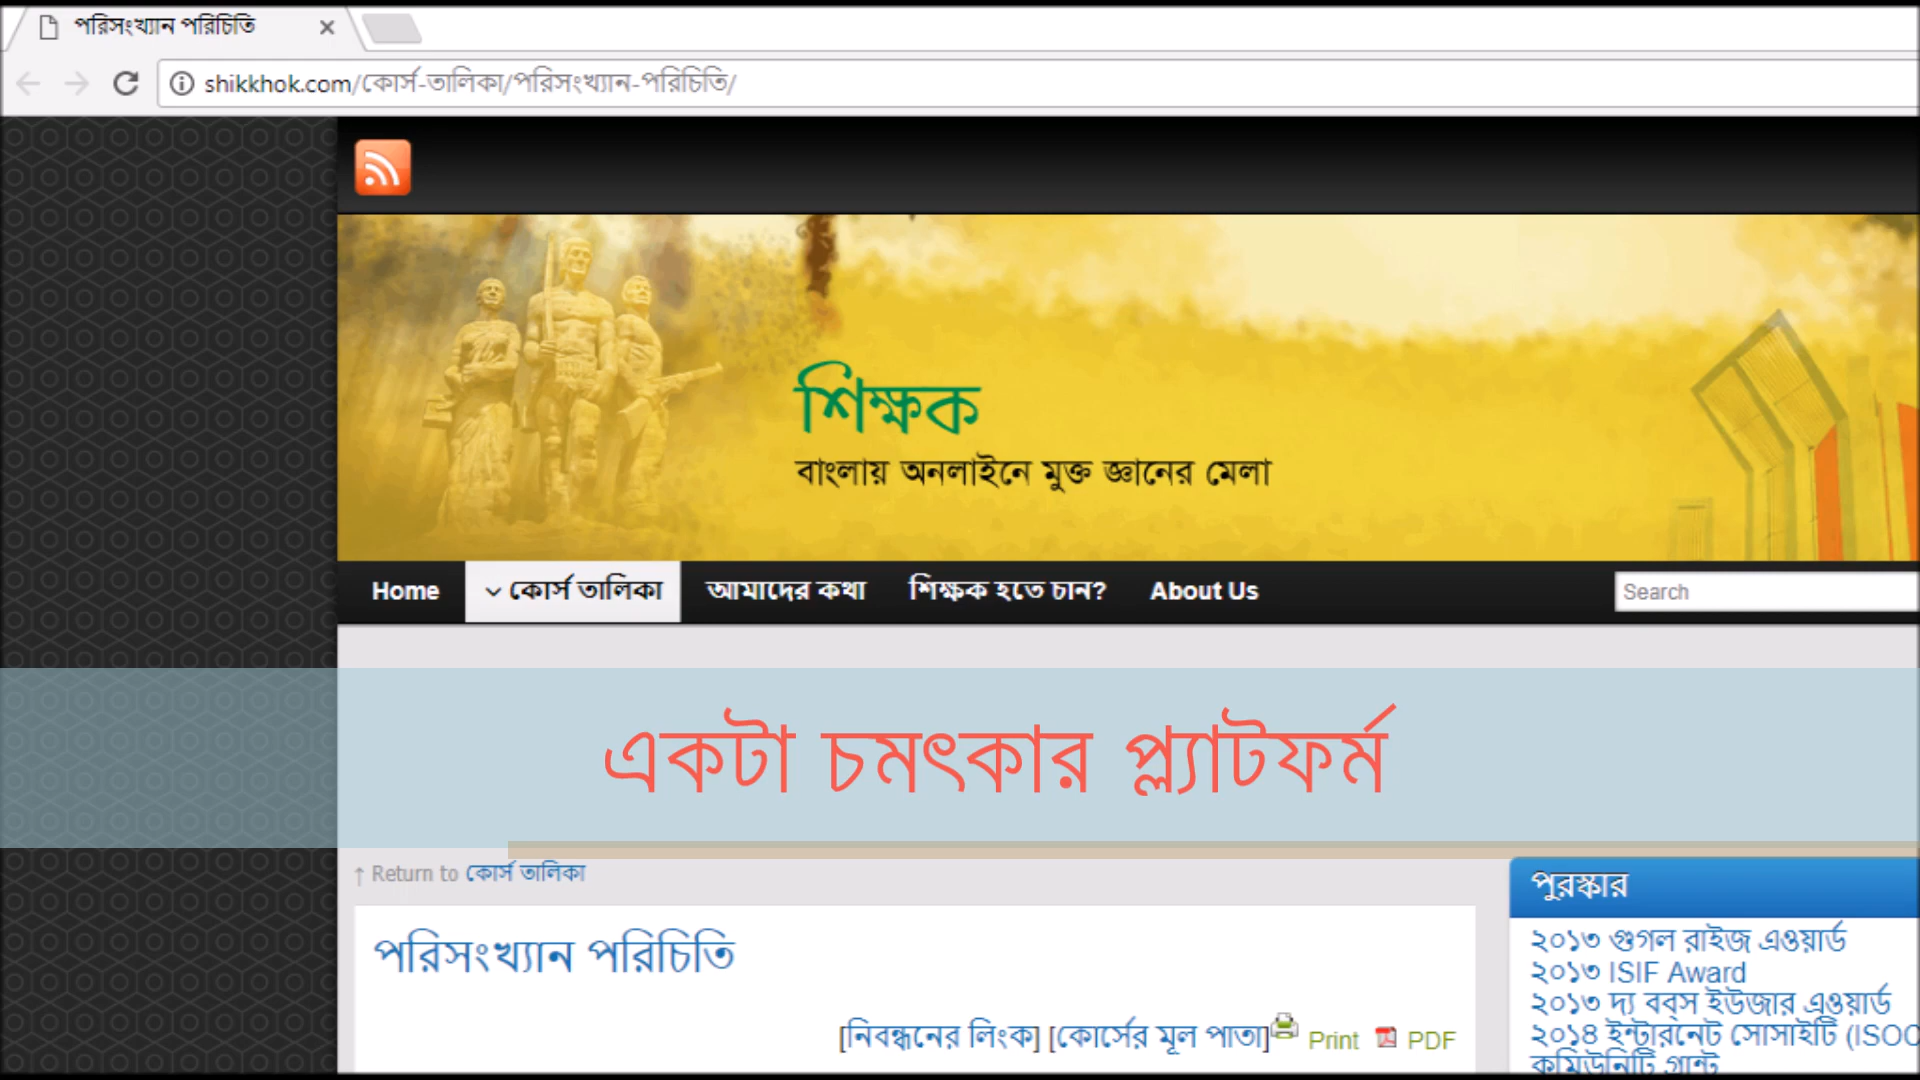 পরিসংখ্যান পরিচিতি
shikkhok.com/কোর্স-তালিকা/পরিসংখ্যান-পরিচিতি/
শিক্ষক
বাংলায় অনলাইনে মুক্ত জ্ঞানের মেলা
Home কোর্স তালিকা আমাদের কথা শিক্ষক হতে চান? About Us Search
একটা চমৎকার প্ল্যাটফর্ম
↑ Return to কোর্স তালিকা
পরিসংখ্যান পরিচিতি
[নিবন্ধনের লিংক] [কোর্সের মূল পাতা] Print PDF
পুরস্কার
২০১৩ গুগল রাইজ এওয়ার্ড
২০১৩ ISIF Award
২০১৩ দ্য বব্‌স ইউজার এওয়ার্ড
২০১৪ ইন্টারনেট সোসাইটি (ISOC
কমিউনিটি গ্রান্ট